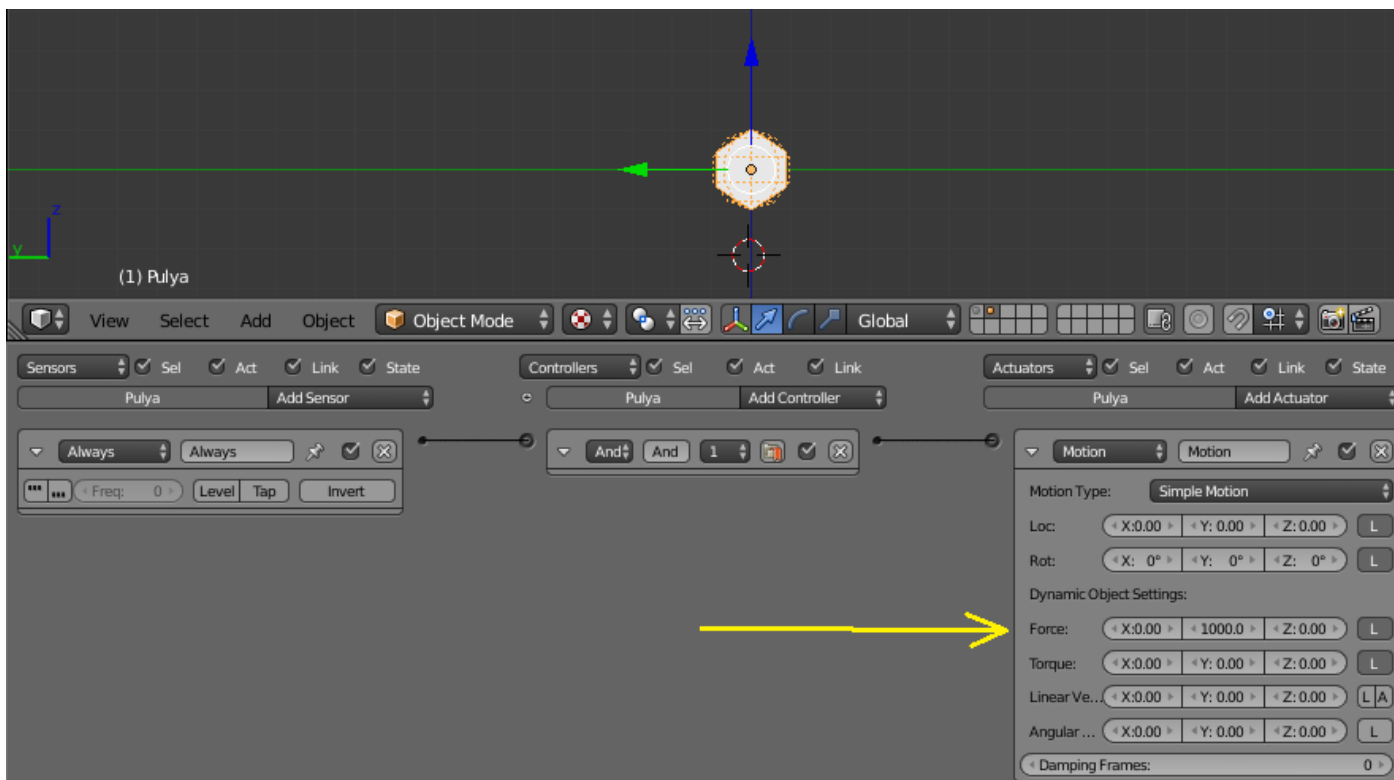 z
y
(1) Pulya
View Select Add Object Object Mode Global
Sensors Sel Act Link State Controllers Sel Act Link Actuators Sel Act Link State
Pulya Add Sensor Pulya Add Controller Pulya Add Actuator
Always Always And And 1 Motion Motion
Freq: 0 Level Tap Invert Motion Type: Simple Motion
Loc: X:0.00 Y: 0.00 Z: 0.00 L
Rot: X: 0° Y: 0° Z: 0° L
Dynamic Object Settings:
Force: X:0.00 1000.0 Z: 0.00 L
Torque: X:0.00 Y: 0.00 Z: 0.00 L
Linear Ve... X:0.00 Y: 0.00 Z: 0.00 L A
Angular ... X:0.00 Y: 0.00 Z: 0.00 L
Damping Frames: 0